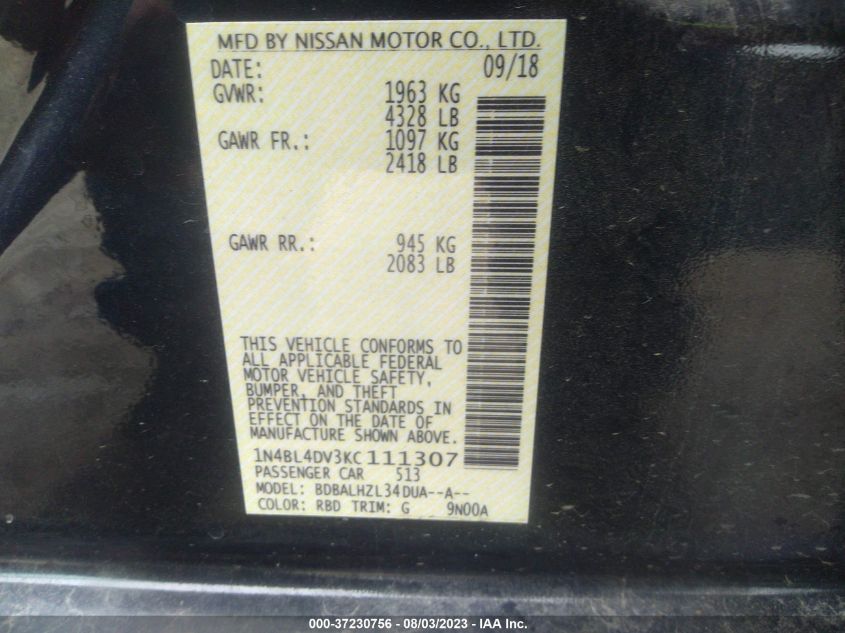 MFD BY NISSAN MOTOR CO., LTD.
DATE: 09/18
GVWR: 1963 KG
4328 LB
GAWR FR.: 1097 KG
2418 LB
GAWR RR.: 945 KG
2083 LB
THIS VEHICLE CONFORMS TO
ALL APPLICABLE FEDERAL
MOTOR VEHICLE SAFETY,
BUMPER, AND THEFT
PREVENTION STANDARDS IN
EFFECT ON THE DATE OF
MANUFACTURE SHOWN ABOVE.
1N4BL4DV3KC111307
PASSENGER CAR 513
MODEL: BDBALHZL34DUA--A--
COLOR: RBD TRIM: G 9N00A
000-37230756 - 08/03/2023 - IAA Inc.